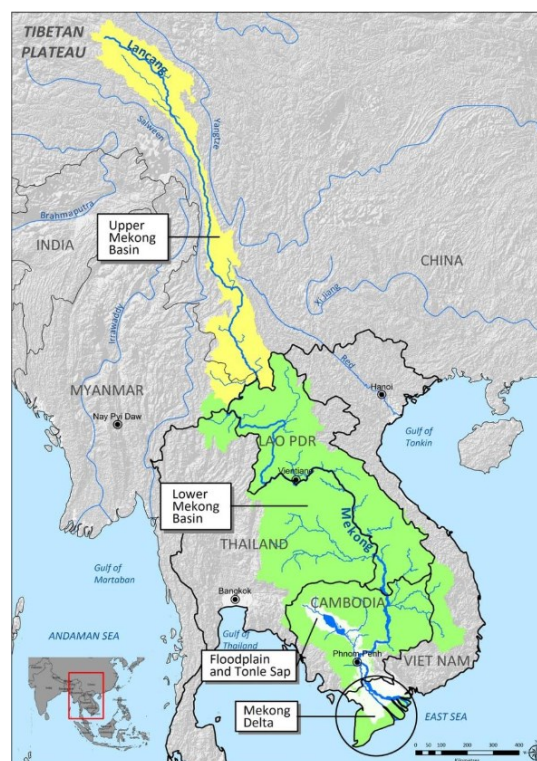 TIBETAN
PLATEAU
Lancang
Salween
Yangtze
Brahmaputra
Upper
Mekong
Basin
INDIA
CHINA
Irrawaddy
Xi Jiang
Red
MYANMAR
Hanoi
Nay Pyi Daw
LAO PDR
Gulf of
Tonkin
Vientiane
Lower
Mekong
Basin
Mekong
THAILAND
Gulf of
Martaban
Bangkok
CAMBODIA
ANDAMAN SEA
Gulf of
Thailand
Phnom Penh
Floodplain
and Tonle Sap
VIET NAM
Mekong
Delta
EAST SEA
0 50 100 200 300 400
Kilometers